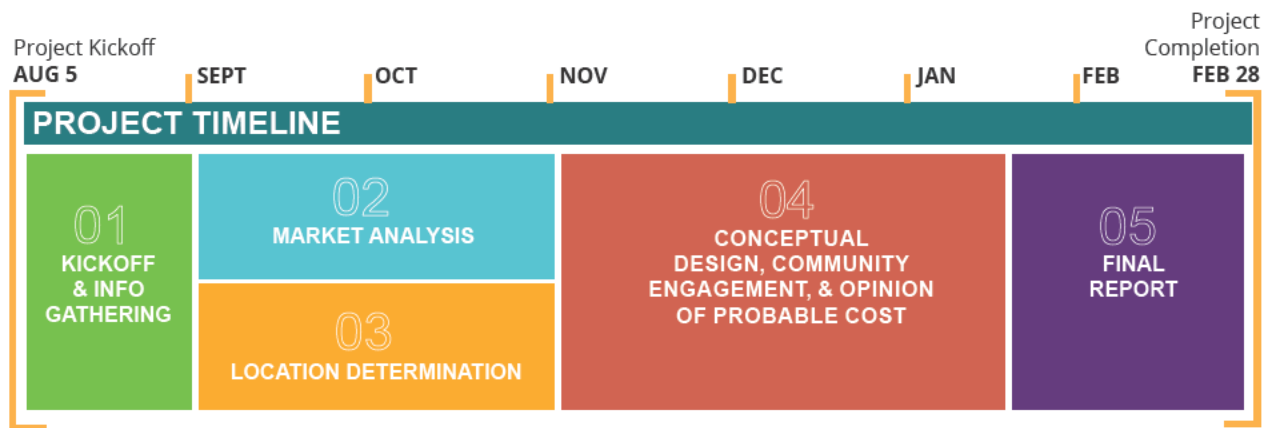 Project Kickoff
AUG 5
SEPT
OCT
NOV
DEC
JAN
FEB
Project
Completion
FEB 28
PROJECT TIMELINE
01
KICKOFF
& INFO
GATHERING
02
MARKET ANALYSIS
03
LOCATION DETERMINATION
04
CONCEPTUAL
DESIGN, COMMUNITY
ENGAGEMENT, & OPINION
OF PROBABLE COST
05
FINAL
REPORT